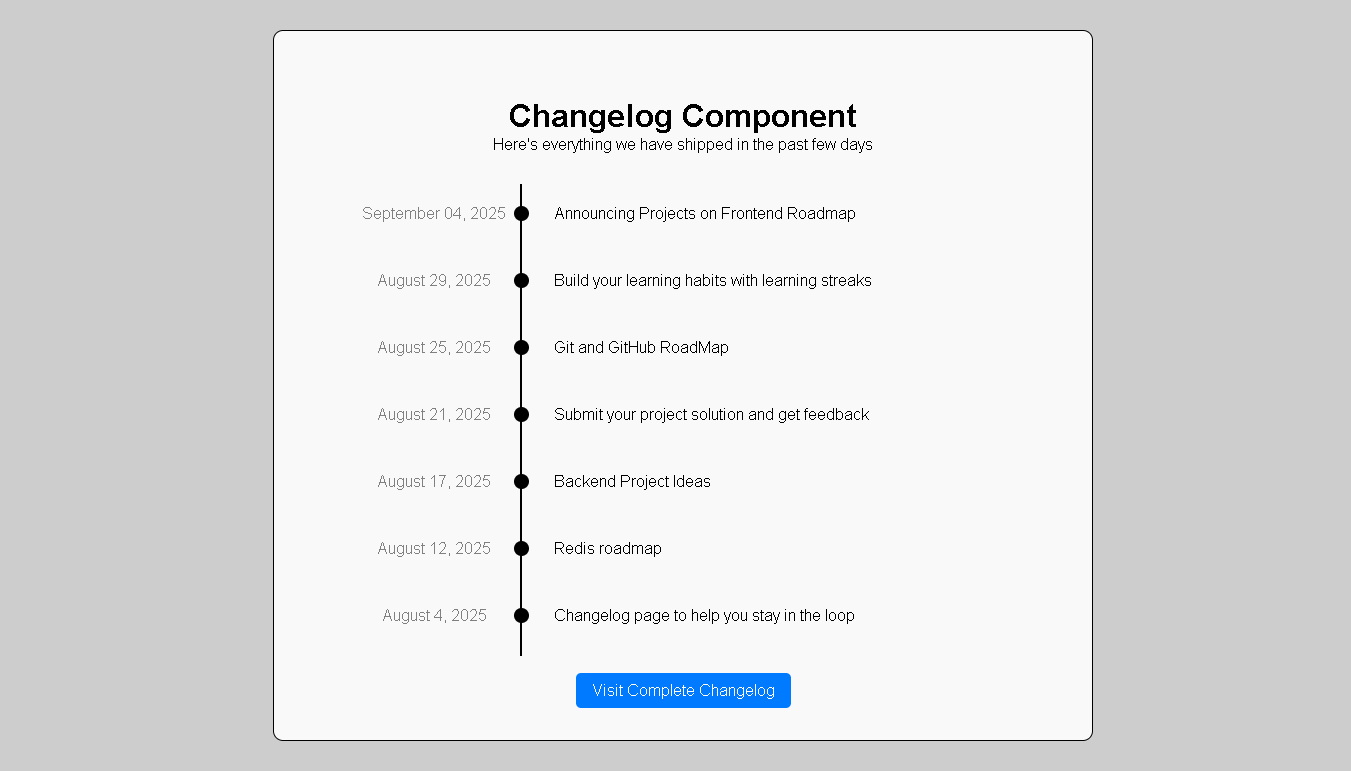 Changelog Component
Here's everything we have shipped in the past few days
September 04, 2025 Announcing Projects on Frontend Roadmap
August 29, 2025 Build your learning habits with learning streaks
August 25, 2025 Git and GitHub RoadMap
August 21, 2025 Submit your project solution and get feedback
August 17, 2025 Backend Project Ideas
August 12, 2025 Redis roadmap
August 4, 2025 Changelog page to help you stay in the loop
Visit Complete Changelog